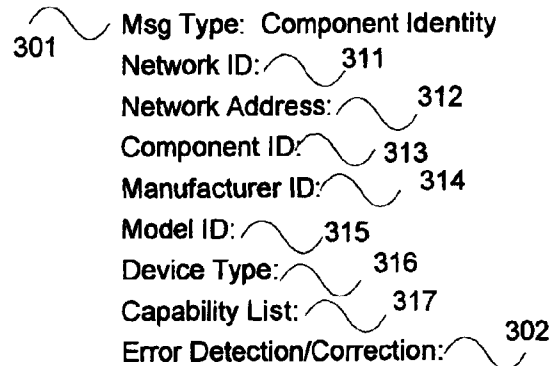 301 Msg Type: Component Identity
Network ID: 311
Network Address: 312
Component ID: 313
Manufacturer ID: 314
Model ID: 315
Device Type: 316
Capability List: 317
Error Detection/Correction: 302